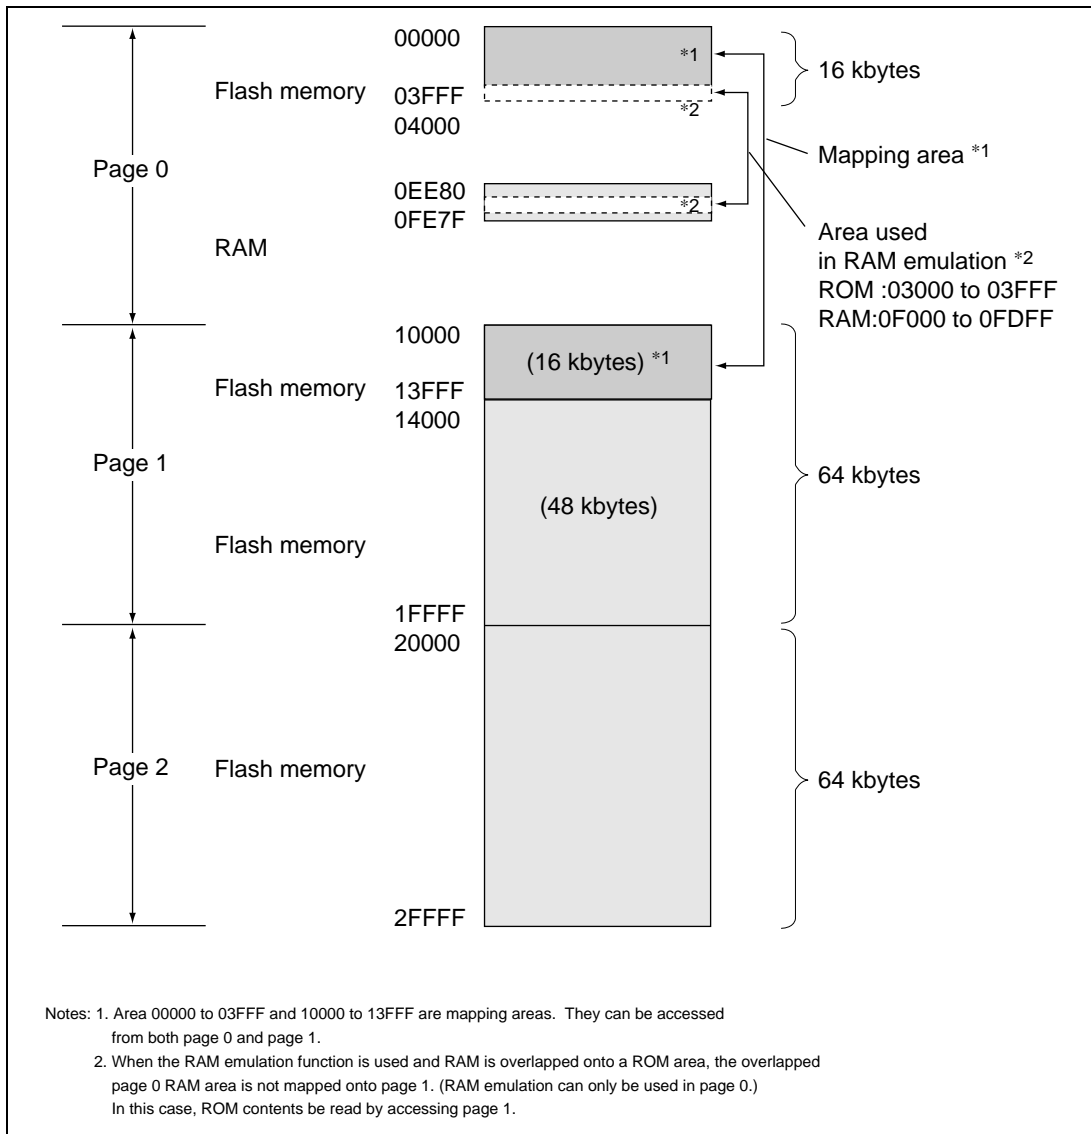 00000
*1
16 kbytes
Flash memory
03FFF
*2
04000
Page 0
Mapping area *1
0EE80
*2
0FE7F
Area used
in RAM emulation *2
ROM :03000 to 03FFF
RAM:0F000 to 0FDFF
RAM
10000
(16 kbytes) *1
Flash memory
13FFF
14000
Page 1
64 kbytes
(48 kbytes)
Flash memory
1FFFF
20000
Page 2
Flash memory
64 kbytes
2FFFF
Notes: 1. Area 00000 to 03FFF and 10000 to 13FFF are mapping areas. They can be accessed
from both page 0 and page 1.
2. When the RAM emulation function is used and RAM is overlapped onto a ROM area, the overlapped
page 0 RAM area is not mapped onto page 1. (RAM emulation can only be used in page 0.)
In this case, ROM contents be read by accessing page 1.